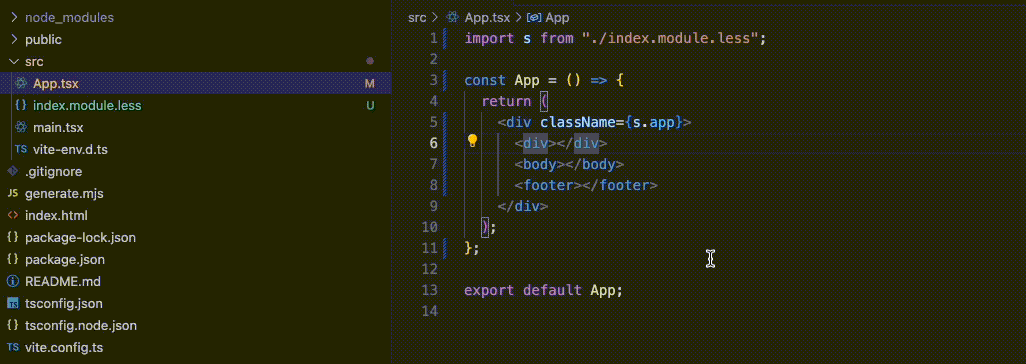 node_modules
public
src
App.tsx M
index.module.less U
main.tsx
TS vite-env.d.ts
.gitignore
JS generate.mjs
<> index.html
{} package-lock.json
{} package.json
README.md
TS tsconfig.json
{} tsconfig.node.json
TS vite.config.ts
src > App.tsx > App
1 import s from "./index.module.less";
2
3 const App = () => {
4 return (
5 <div className={s.app}>
6 <div></div>
7 <body></body>
8 <footer></footer>
9 </div>
10 );
11 };
12
13 export default App;
14